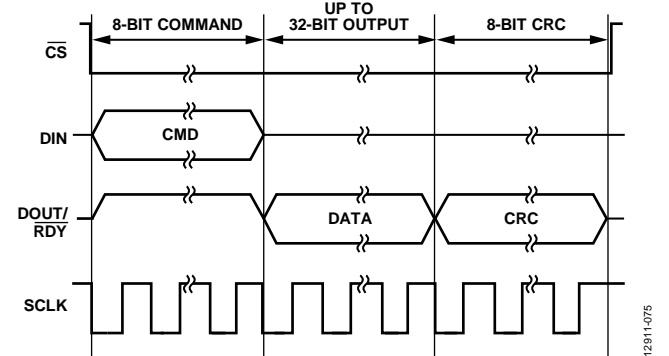 8-BIT COMMAND
UP TO
32-BIT OUTPUT
8-BIT CRC
CS
DIN
CMD
DOUT/
RDY
DATA
CRC
SCLK
12911-075